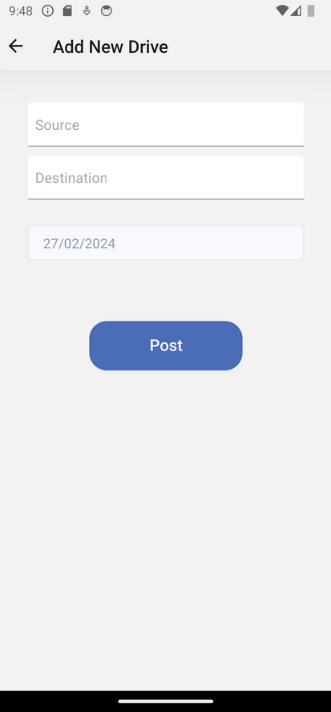 9:48
Add New Drive
Source
Destination
27/02/2024
Post